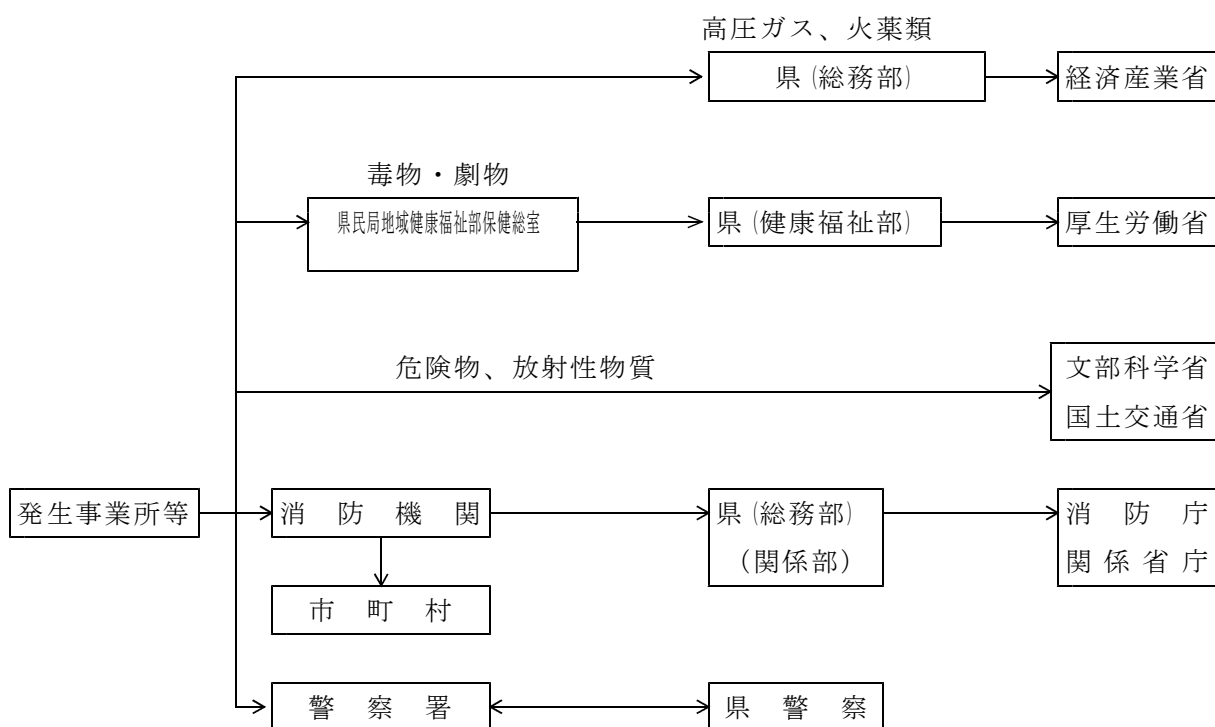 高圧ガス、火薬類
県(総務部)
経済産業省
毒物・劇物
県民局地域健康福祉部保健総室
県(健康福祉部)
厚生労働省
危険物、放射性物質
文部科学省
国土交通省
発生事業所等
消防機関
県(総務部)
(関係部)
消防庁
関係省庁
市町村
警察署
県警察